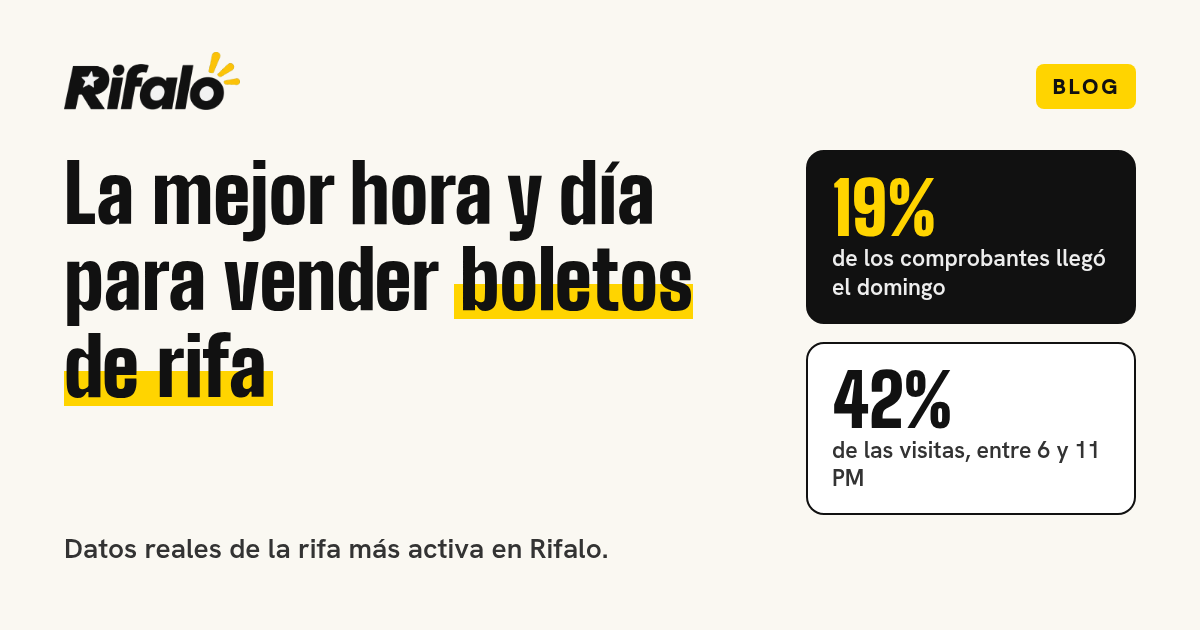 Rifalo
BLOG
La mejor hora y día
para vender boletos
de rifa
19%
de los comprobantes llegó
el domingo
42%
de las visitas, entre 6 y 11
PM
Datos reales de la rifa más activa en Rifalo.